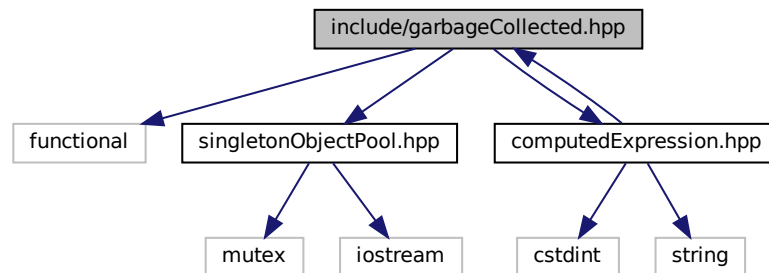 include/garbageCollected.hpp
functional
singletonObjectPool.hpp
computedExpression.hpp
mutex
iostream
cstdint
string